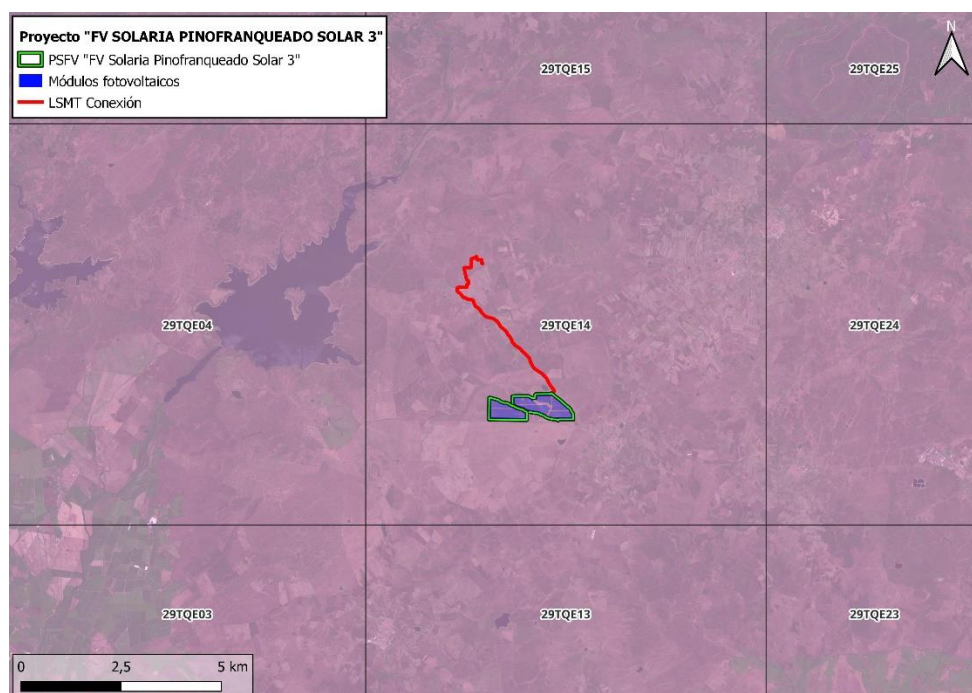 Proyecto "FV SOLARIA PINOFRANQUEADO SOLAR 3"
PSFV "FV Solaria Pinofranqueado Solar 3"
Módulos fotovoltaicos
LSMT Conexión
N
29TQE15
29TQE25
29TQE04
29TQE14
29TQE24
29TQE03
29TQE13
29TQE23
0 2,5 5 km